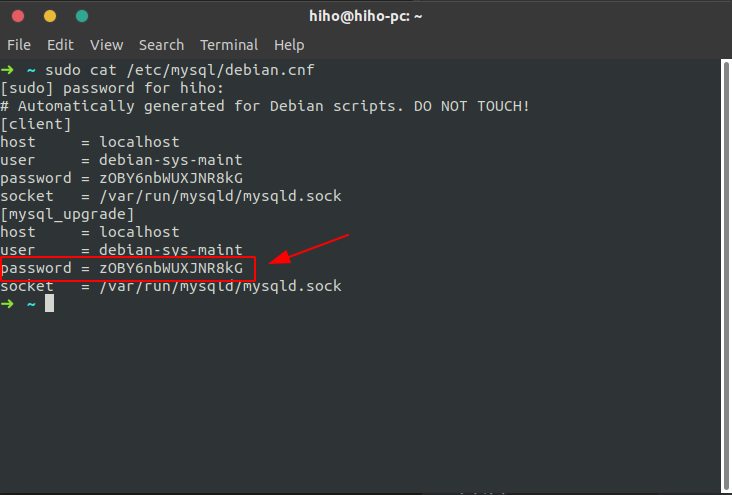 hiho@hiho-pc: ~
File Edit View Search Terminal Help
➜ ~ sudo cat /etc/mysql/debian.cnf
[sudo] password for hiho:
# Automatically generated for Debian scripts. DO NOT TOUCH!
[client]
host     = localhost
user     = debian-sys-maint
password = zOBY6nbWUXJNR8kG
socket   = /var/run/mysqld/mysqld.sock
[mysql_upgrade]
host     = localhost
user     = debian-sys-maint
password = zOBY6nbWUXJNR8kG
socket   = /var/run/mysqld/mysqld.sock
➜ ~